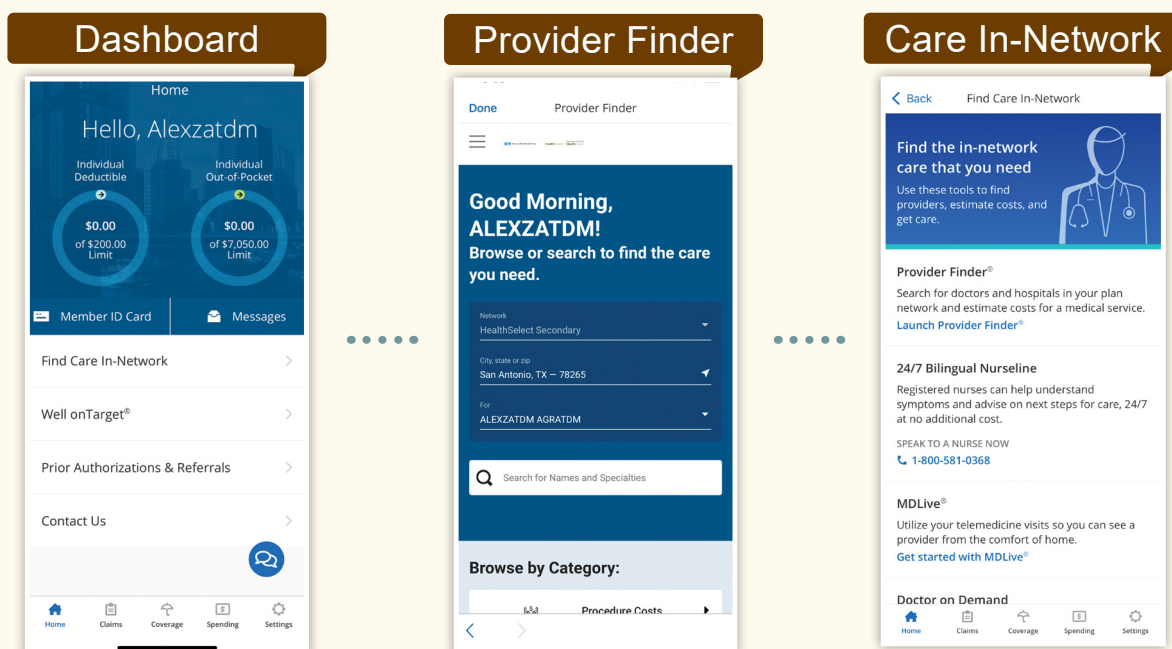 Dashboard
Home
Hello, Alexzatdm
Individual
Deductible
$0.00
of $200.00
Limit
Individual
Out-of-Pocket
$0.00
of $7,050.00
Limit
Member ID Card
Messages
Find Care In-Network
Well onTarget®
Prior Authorizations & Referrals
Contact Us
Home
Claims
Coverage
Spending
Settings
Provider Finder
Done
Provider Finder
Good Morning,
ALEXZATDM!
Browse or search to find the care
you need.
Network
HealthSelect Secondary
City, state or zip
San Antonio, TX — 78265
For
ALEXZATDM AGRATDM
Search for Names and Specialties
Browse by Category:
Procedure Costs
Care In-Network
Back
Find Care In-Network
Find the in-network
care that you need
Use these tools to find
providers, estimate costs, and
get care.
Provider Finder®
Search for doctors and hospitals in your plan
network and estimate costs for a medical service.
Launch Provider Finder®
24/7 Bilingual Nurseline
Registered nurses can help understand
symptoms and advise on next steps for care, 24/7
at no additional cost.
SPEAK TO A NURSE NOW
1-800-581-0368
MDLive®
Utilize your telemedicine visits so you can see a
provider from the comfort of home.
Get started with MDLive®
Doctor on Demand
Home
Claims
Coverage
Spending
Settings